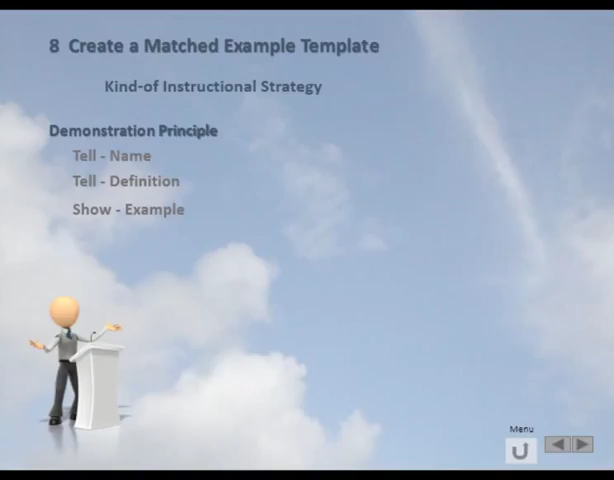 8 Create a Matched Example Template
Kind-of Instructional Strategy
Demonstration Principle
Tell - Name
Tell - Definition
Show - Example
Menu